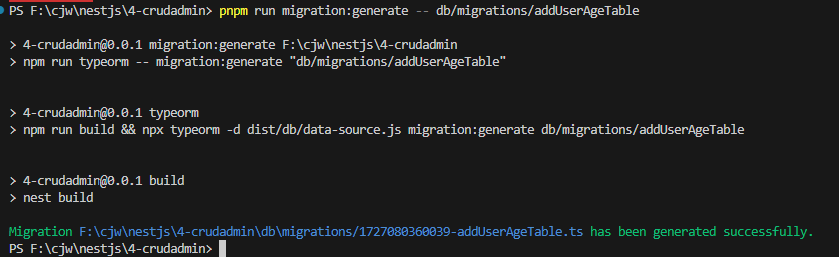 PS F:\cjw\nestjs\4-crudadmin> pnpm run migration:generate -- db/migrations/addUserAgeTable
> 4-crudadmin@0.0.1 migration:generate F:\cjw\nestjs\4-crudadmin
> npm run typeorm -- migration:generate "db/migrations/addUserAgeTable"
> 4-crudadmin@0.0.1 typeorm
> npm run build && npx typeorm -d dist/db/data-source.js migration:generate db/migrations/addUserAgeTable
> 4-crudadmin@0.0.1 build
> nest build
Migration F:\cjw\nestjs\4-crudadmin\db\migrations/1727080360039-addUserAgeTable.ts has been generated successfully.
PS F:\cjw\nestjs\4-crudadmin>